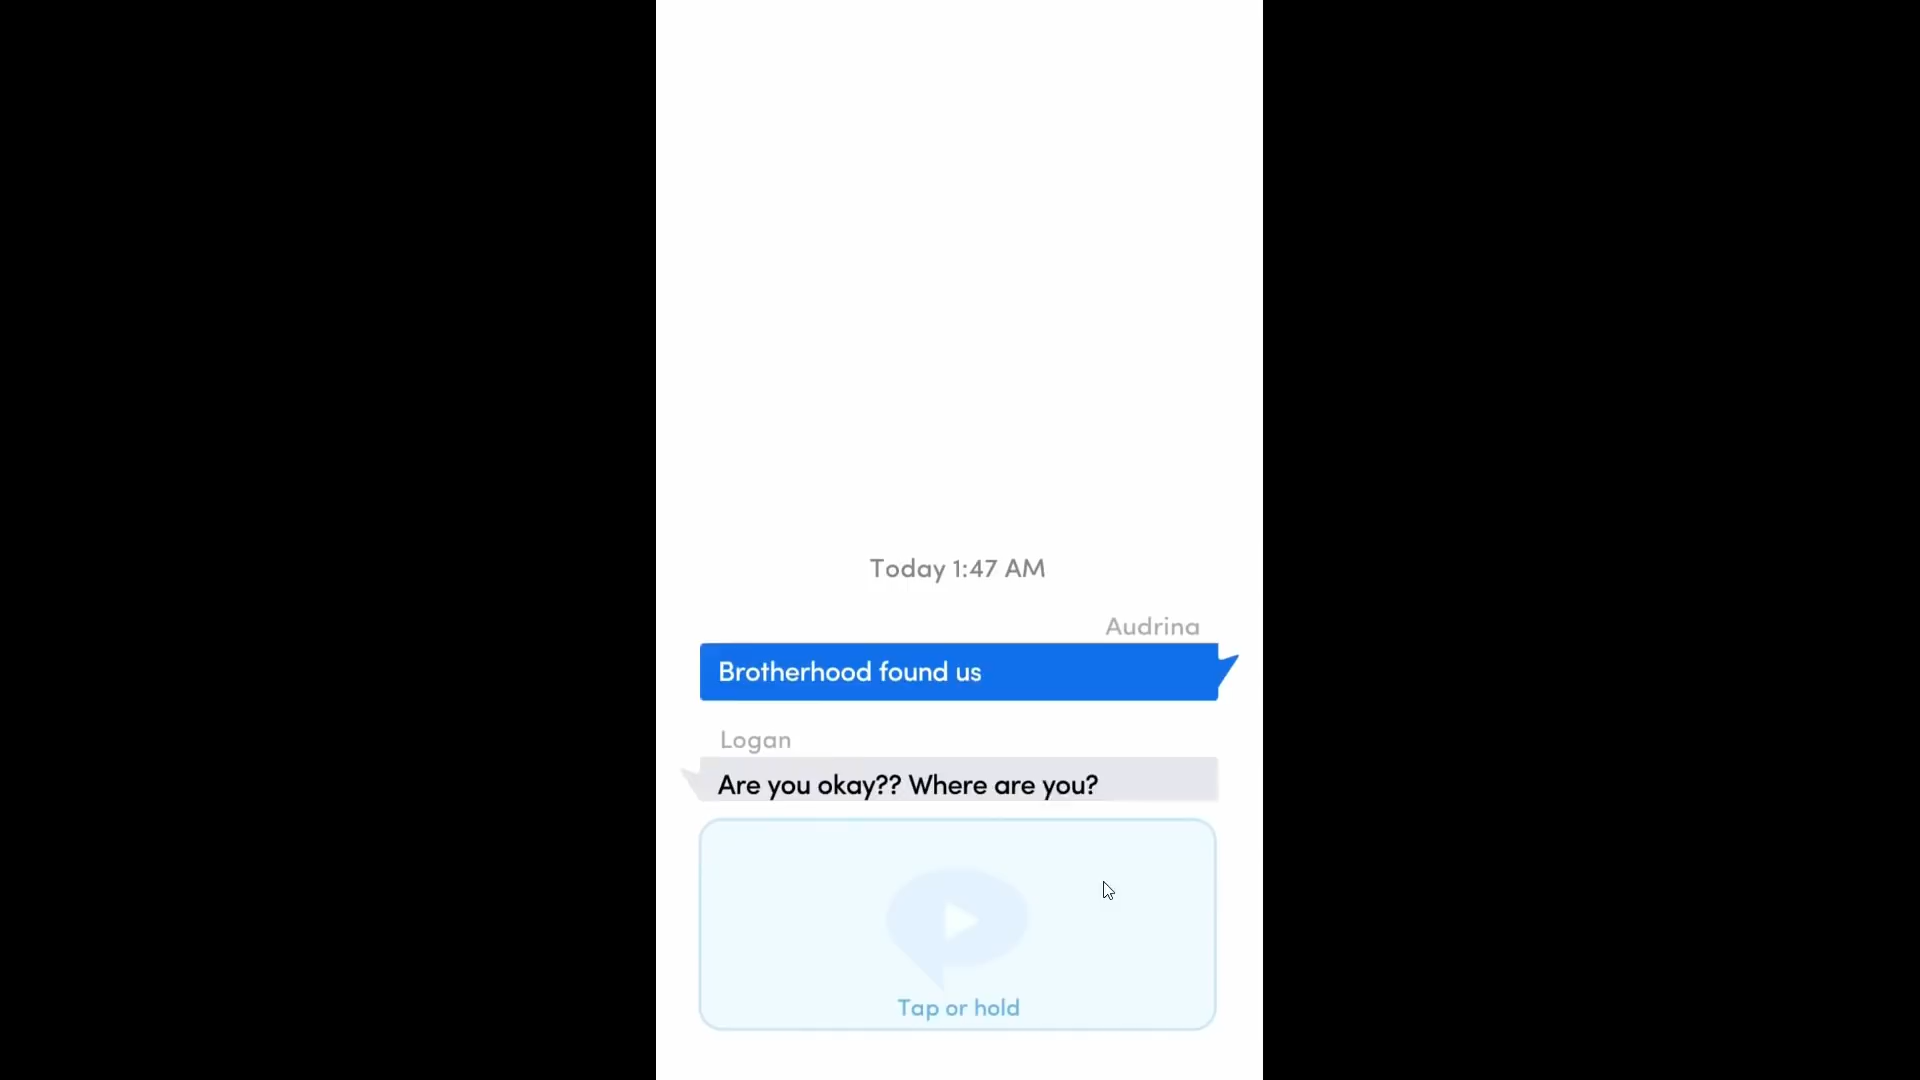 Today 1:47 AM
Audrina
Brotherhood found us
Logan
Are you okay?? Where are you?
Tap or hold